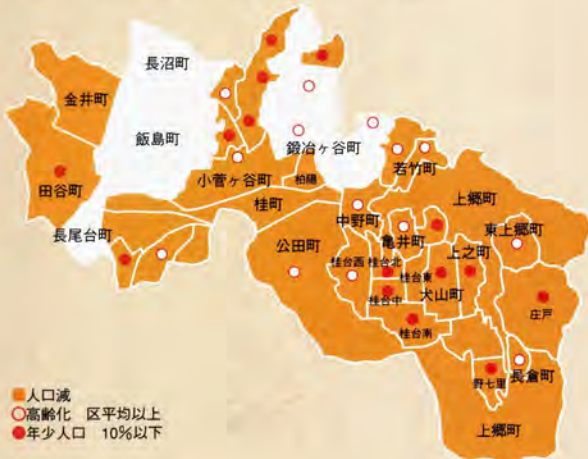 長沼町
金井町
飯島町
鍛冶ヶ谷町
若竹町
田谷町
小菅ヶ谷町
柏陽
上郷町
桂町
中野町
長尾台町
公田町
亀井町
東上郷町
上之町
桂台西
桂台北
桂台東
犬山町
桂台中
庄戸
桂台南
野七里
長倉町
上郷町
人口減
高齢化 区平均以上
年少人口 10%以下